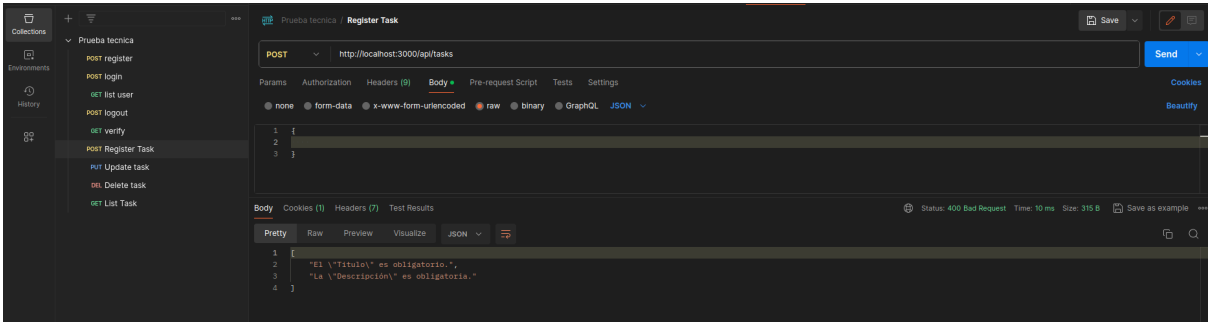 Collections
Environments
History
Prueba tecnica
POST register
POST login
GET list user
POST logout
GET verify
POST Register Task
PUT Update task
DEL Delete task
GET List Task
HTTP Prueba tecnica / Register Task
Save
POST http://localhost:3000/api/tasks
Send
Params Authorization Headers (9) Body Pre-request Script Tests Settings
Cookies
none form-data x-www-form-urlencoded raw binary GraphQL JSON
Beautify
1 {
2
3 }
Body Cookies (1) Headers (7) Test Results
Status: 400 Bad Request Time: 10 ms Size: 315 B Save as example
Pretty Raw Preview Visualize JSON
1 [
2 "El \"Título\" es obligatorio.",
3 "La \"Descripción\" es obligatoria."
4 ]